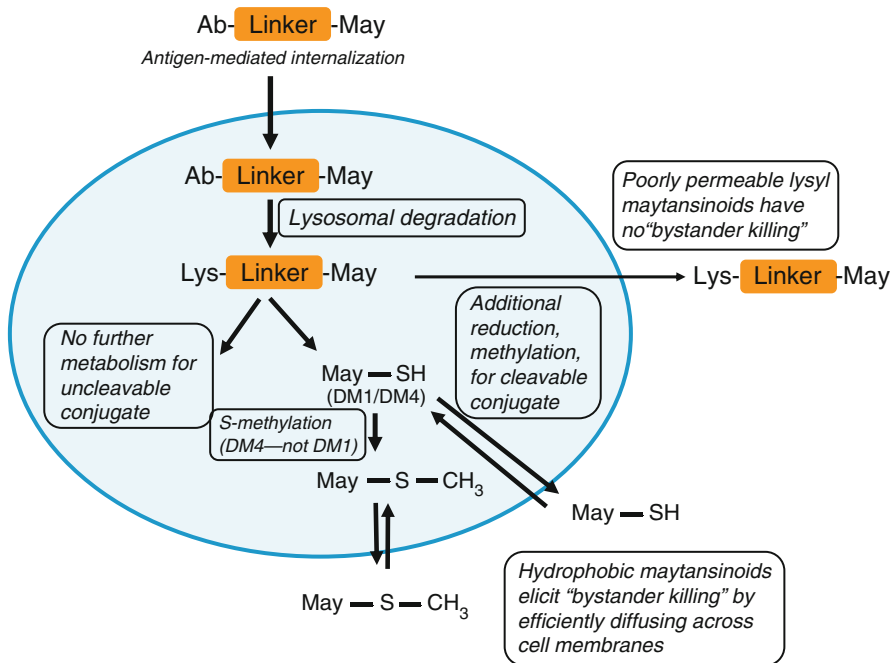 Ab- Linker -May
Antigen-mediated internalization
Ab- Linker -May
Lysosomal degradation
Poorly permeable lysyl
maytansinoids have
no“bystander killing”
Lys- Linker -May
Lys- Linker -May
No further
metabolism for
uncleavable
conjugate
Additional
reduction,
methylation,
for cleavable
conjugate
May — SH
(DM1/DM4)
S-methylation
(DM4—not DM1)
May — S — CH₃
May — SH
May — S — CH₃
Hydrophobic maytansinoids
elicit “bystander killing” by
efficiently diffusing across
cell membranes